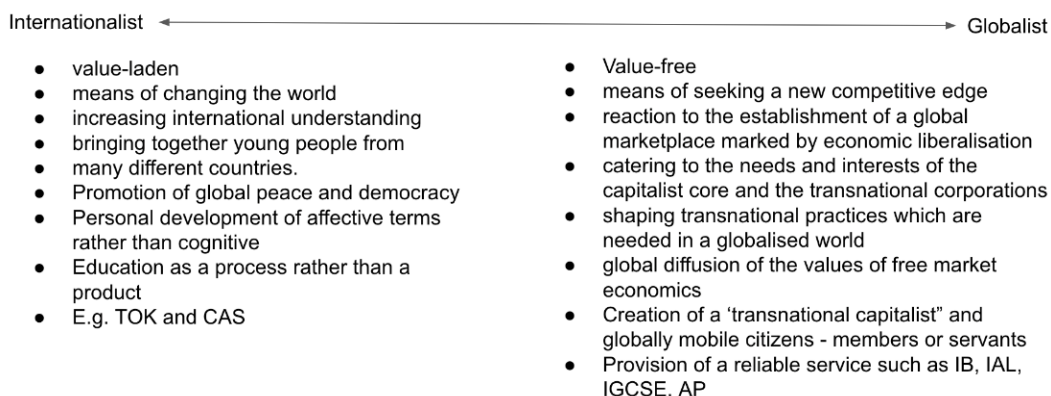 Internationalist
Globalist
● value-laden
● means of changing the world
● increasing international understanding
● bringing together young people from
● many different countries.
● Promotion of global peace and democracy
● Personal development of affective terms
rather than cognitive
● Education as a process rather than a
product
● E.g. TOK and CAS
● Value-free
● means of seeking a new competitive edge
● reaction to the establishment of a global
marketplace marked by economic liberalisation
● catering to the needs and interests of the
capitalist core and the transnational corporations
● shaping transnational practices which are
needed in a globalised world
● global diffusion of the values of free market
economics
● Creation of a ‘transnational capitalist” and
globally mobile citizens - members or servants
● Provision of a reliable service such as IB, IAL,
IGCSE, AP